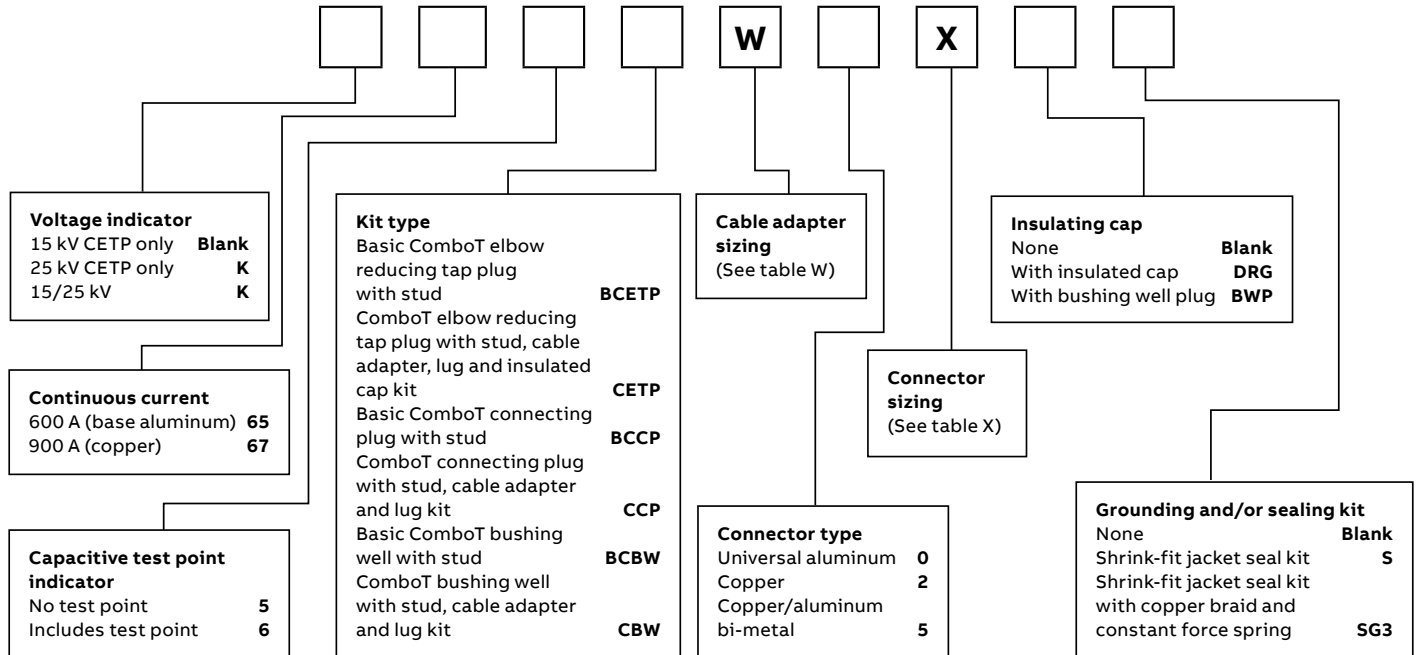 W
X
Voltage indicator
15 kV CETP only Blank
25 kV CETP only K
15/25 kV K
Continuous current
600 A (base aluminum) 65
900 A (copper) 67
Capacitive test point
indicator
No test point 5
Includes test point 6
Kit type
Basic ComboT elbow
reducing tap plug
with stud BCETP
ComboT elbow reducing
tap plug with stud, cable
adapter, lug and insulated
cap kit CETP
Basic ComboT connecting
plug with stud BCCP
ComboT connecting plug
with stud, cable adapter
and lug kit CCP
Basic ComboT bushing
well with stud BCBW
ComboT bushing well
with stud, cable adapter
and lug kit CBW
Cable adapter
sizing
(See table W)
Connector type
Universal aluminum 0
Copper 2
Copper/aluminum
bi-metal 5
Connector
sizing
(See table X)
Insulating cap
None Blank
With insulated cap DRG
With bushing well plug BWP
Grounding and/or sealing kit
None Blank
Shrink-fit jacket seal kit S
Shrink-fit jacket seal kit
with copper braid and
constant force spring SG3